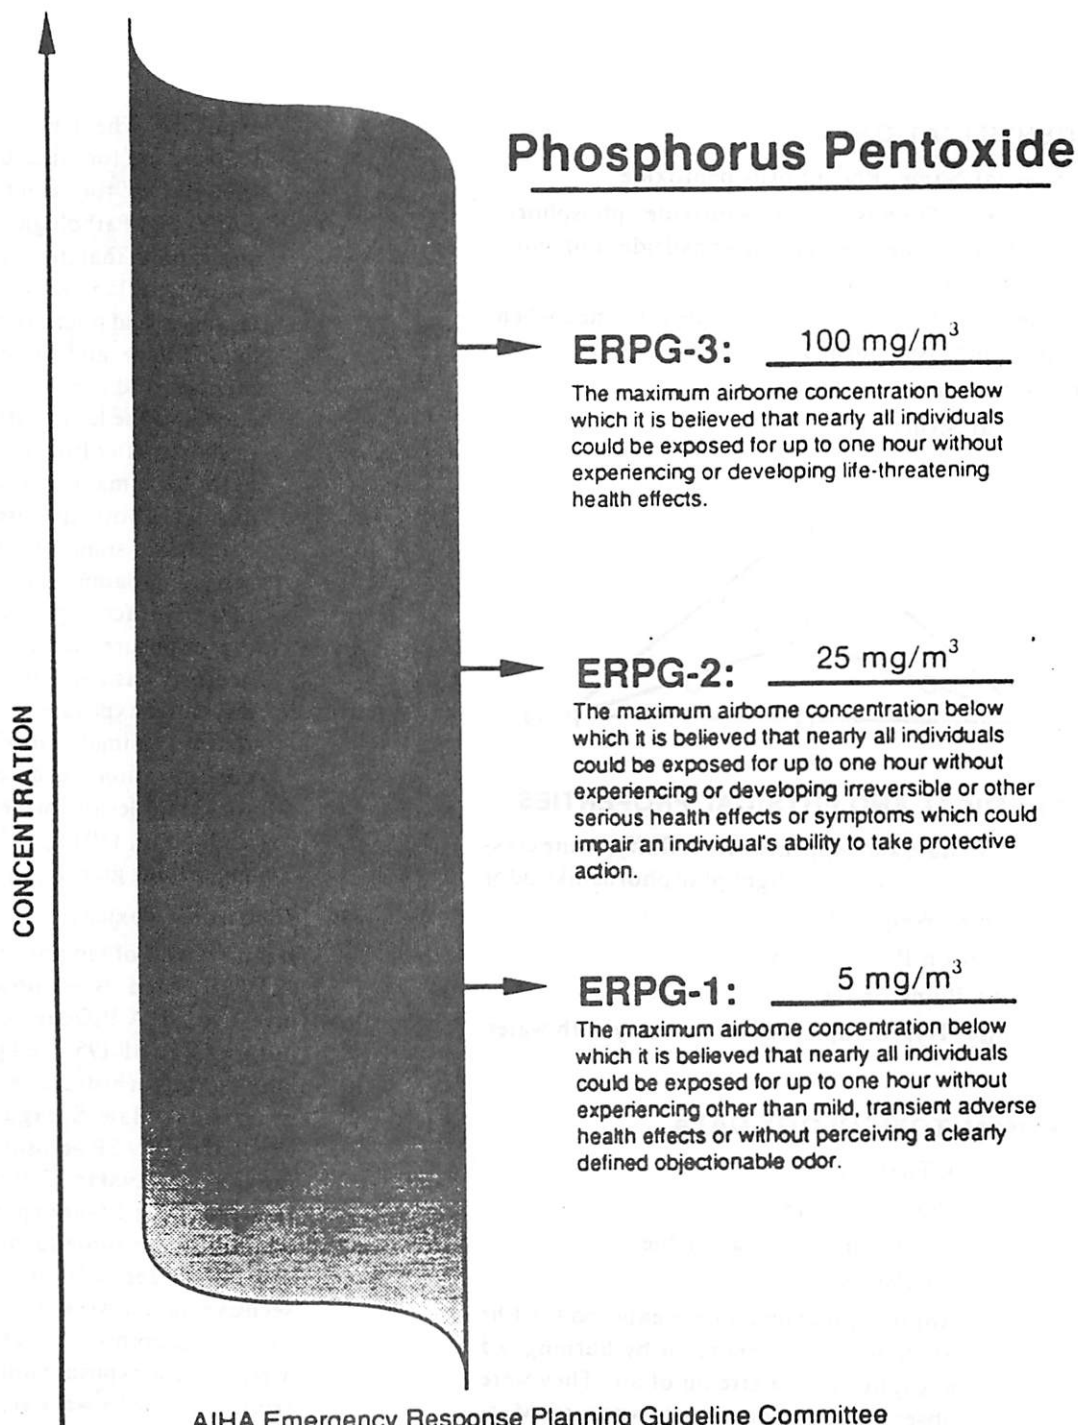 Phosphorus Pentoxide
ERPG-3: 100 mg/m³
The maximum airborne concentration below
which it is believed that nearly all individuals
could be exposed for up to one hour without
experiencing or developing life-threatening
health effects.
ERPG-2: 25 mg/m³
The maximum airborne concentration below
which it is believed that nearly all individuals
could be exposed for up to one hour without
experiencing or developing irreversible or other
serious health effects or symptoms which could
impair an individual's ability to take protective
action.
CONCENTRATION
ERPG-1: 5 mg/m³
The maximum airborne concentration below
which it is believed that nearly all individuals
could be exposed for up to one hour without
experiencing other than mild, transient adverse
health effects or without perceiving a clearly
defined objectionable odor.
AIHA Emergency Response Planning Guideline Committee